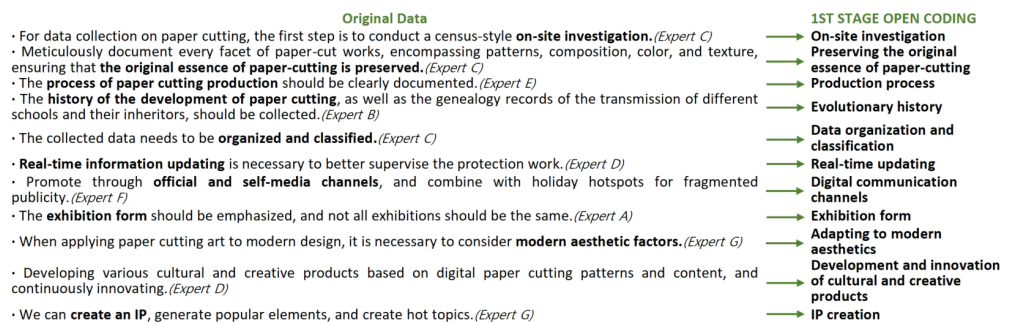 Original Data
1ST STAGE OPEN CODING
· For data collection on paper cutting, the first step is to conduct a census-style on-site investigation.(Expert C)
On-site investigation
· Meticulously document every facet of paper-cut works, encompassing patterns, composition, color, and texture,
ensuring that the original essence of paper-cutting is preserved.(Expert C)
Preserving the original
essence of paper-cutting
· The process of paper cutting production should be clearly documented.(Expert E)
Production process
· The history of the development of paper cutting, as well as the genealogy records of the transmission of different
schools and their inheritors, should be collected.(Expert B)
Evolutionary history
· The collected data needs to be organized and classified.(Expert C)
Data organization and
classification
· Real-time information updating is necessary to better supervise the protection work.(Expert D)
Real-time updating
· Promote through official and self-media channels, and combine with holiday hotspots for fragmented
publicity.(Expert F)
Digital communication
channels
· The exhibition form should be emphasized, and not all exhibitions should be the same.(Expert A)
Exhibition form
· When applying paper cutting art to modern design, it is necessary to consider modern aesthetic factors.(Expert G)
Adapting to modern
aesthetics
· Developing various cultural and creative products based on digital paper cutting patterns and content, and
continuously innovating.(Expert D)
Development and innovation
of cultural and creative
products
· We can create an IP, generate popular elements, and create hot topics.(Expert G)
IP creation